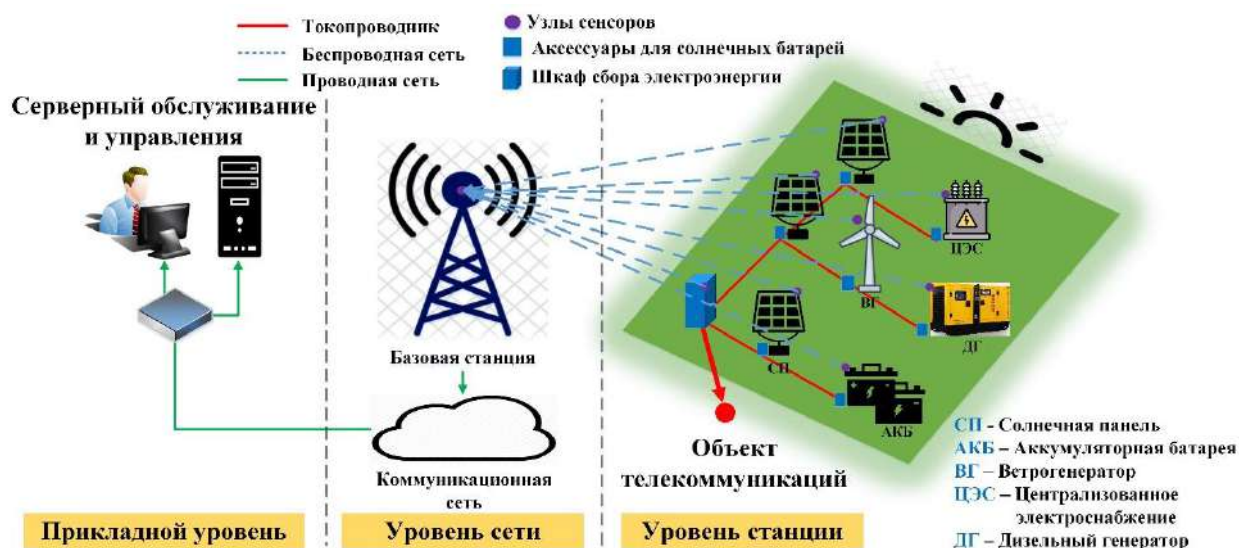 Токопроводник
Беспроводная сеть
Проводная сеть
Узлы сенсоров
Аксессуары для солнечных батарей
Шкаф сбора электроэнергии
Серверный обслуживание
и управления
Базовая станция
Коммуникационная
сеть
ЦЭС
ВГ
ДГ
СП
АКБ
Объект
телекоммуникаций
СП - Солнечная панель
АКБ – Аккумуляторная батарея
ВГ – Ветрогенератор
ЦЭС – Централизованное
электроснабжение
ДГ – Дизельный генератор
Прикладной уровень
Уровень сети
Уровень станции